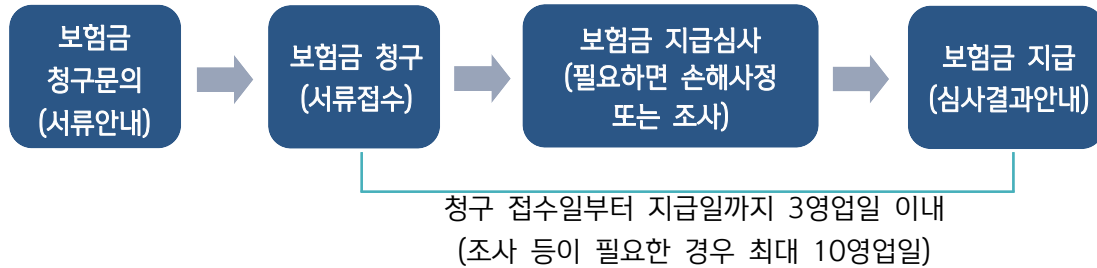 보험금
청구문의
(서류안내)
보험금 청구
(서류접수)
보험금 지급심사
(필요하면 손해사정
또는 조사)
보험금 지급
(심사결과안내)
청구 접수일부터 지급일까지 3영업일 이내
(조사 등이 필요한 경우 최대 10영업일)